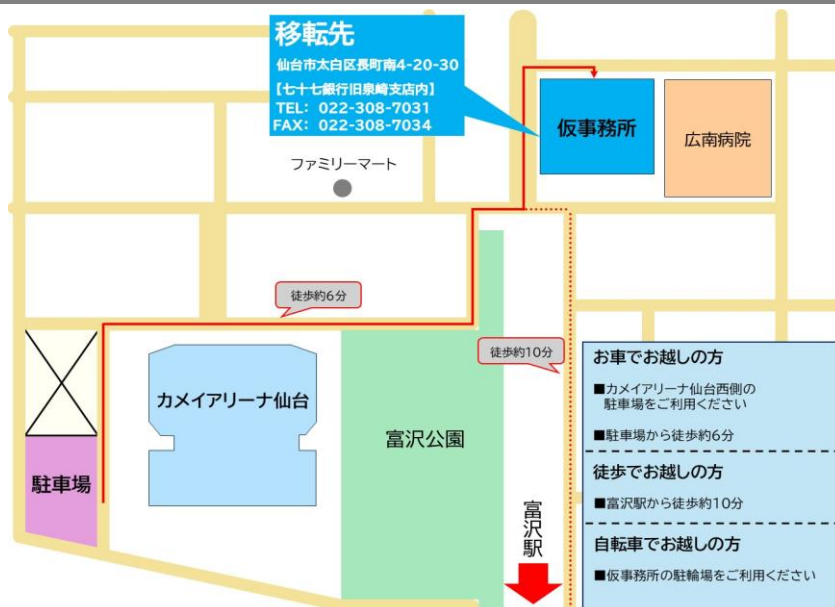 移転先
仙台市太白区長町南4-20-30
【七十七銀行旧泉崎支店内】
TEL: 022-308-7031
FAX: 022-308-7034
仮事務所
広南病院
ファミリーマート
徒歩約6分
徒歩約10分
カメイアリーナ仙台
富沢公園
駐車場
富沢駅
お車でお越しの方
■カメイアリーナ仙台西側の
駐車場をご利用ください
■駐車場から徒歩約6分
徒歩でお越しの方
■富沢駅から徒歩約10分
自転車でお越しの方
■仮事務所の駐輪場をご利用ください